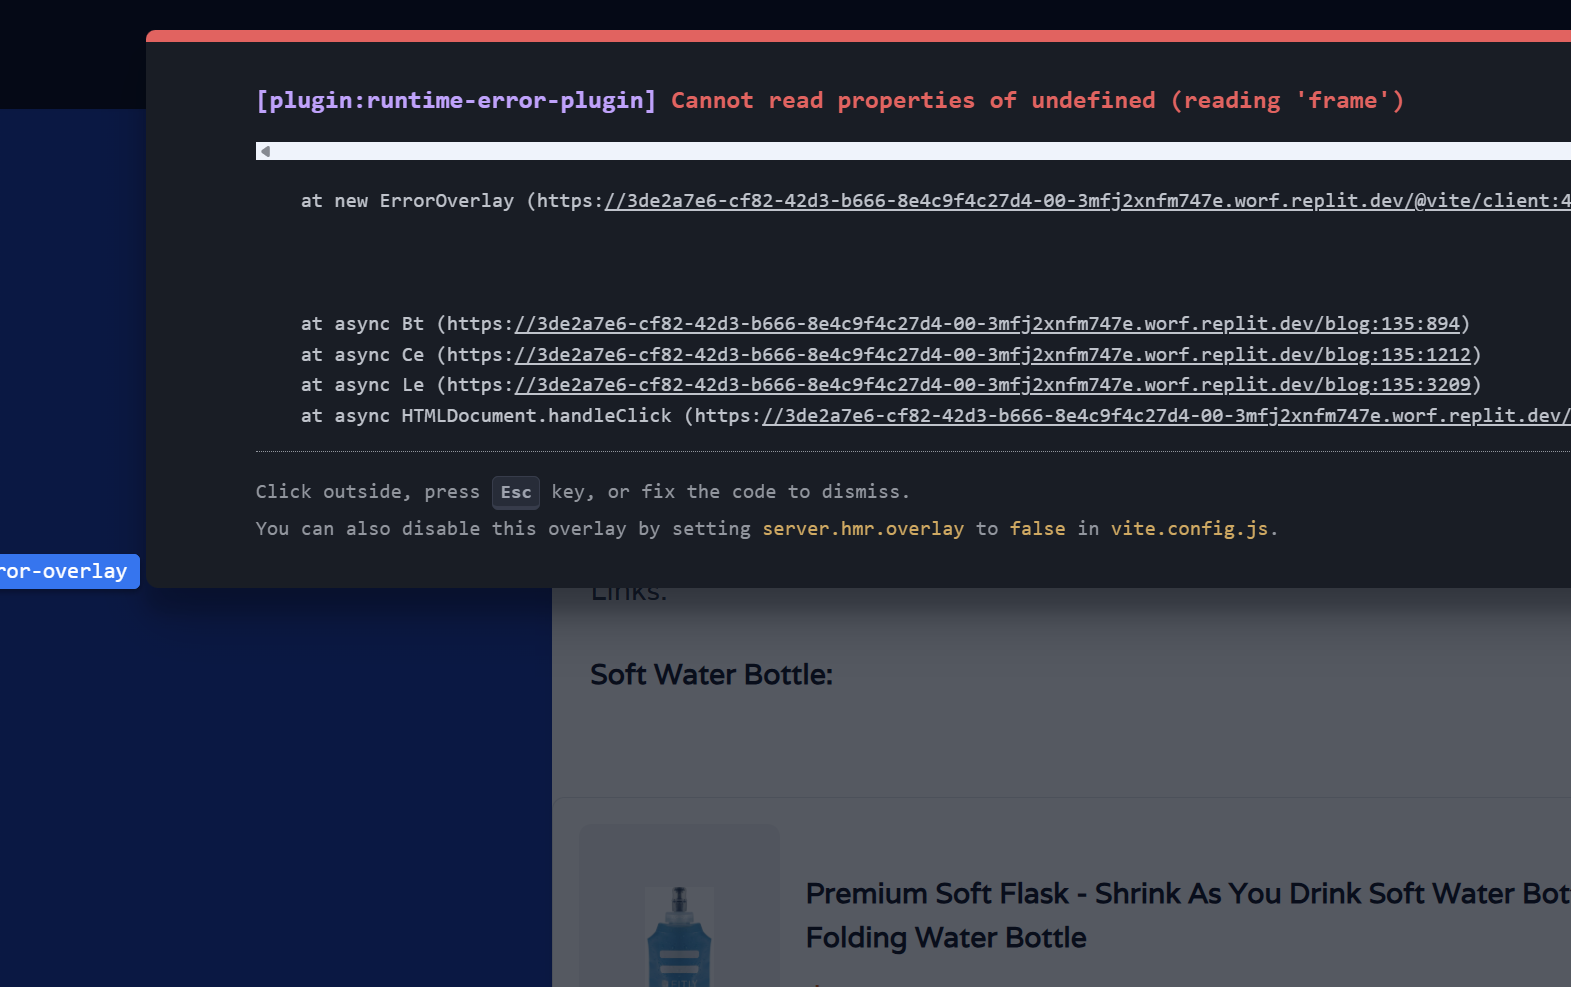 [plugin:runtime-error-plugin] Cannot read properties of undefined (reading 'frame')
at new ErrorOverlay (https://3de2a7e6-cf82-42d3-b666-8e4c9f4c27d4-00-3mfj2xnfm747e.worf.replit.dev/@vite/client:4
at async Bt (https://3de2a7e6-cf82-42d3-b666-8e4c9f4c27d4-00-3mfj2xnfm747e.worf.replit.dev/blog:135:894)
at async Ce (https://3de2a7e6-cf82-42d3-b666-8e4c9f4c27d4-00-3mfj2xnfm747e.worf.replit.dev/blog:135:1212)
at async Le (https://3de2a7e6-cf82-42d3-b666-8e4c9f4c27d4-00-3mfj2xnfm747e.worf.replit.dev/blog:135:3209)
at async HTMLDocument.handleClick (https://3de2a7e6-cf82-42d3-b666-8e4c9f4c27d4-00-3mfj2xnfm747e.worf.replit.dev/
Click outside, press Esc key, or fix the code to dismiss.
You can also disable this overlay by setting server.hmr.overlay to false in vite.config.js.
ror-overlay
Links:
Soft Water Bottle:
Premium Soft Flask - Shrink As You Drink Soft Water Bot
Folding Water Bottle